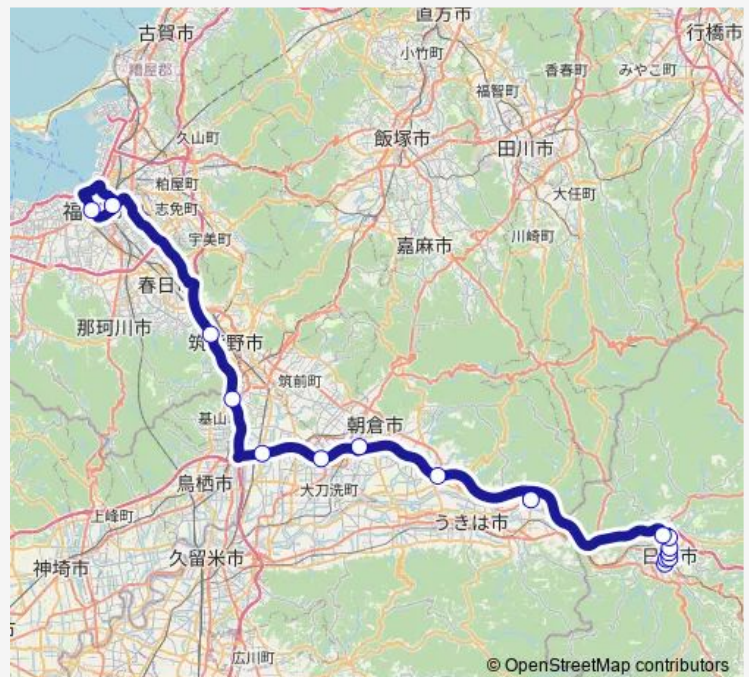 直方市
行橋市
古賀市
小竹町
香春町
みやこ町
糟屋郡
福智町
久山町
飯塚市
田川市
粕屋町
大任町
福
志免町
宇美町
川崎町
嘉麻市
春日
那珂川市
筑
野市
筑前町
基山
朝倉市
鳥栖市
大刀洗町
上峰町
うきは市
神埼市
久留米市
市
広川町
© OpenStreetMap contributors